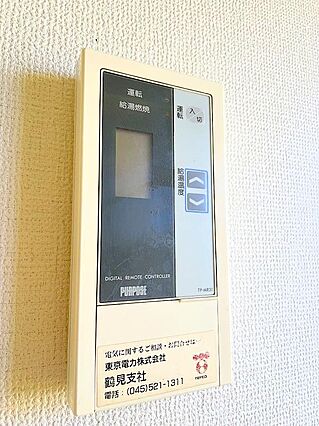 運転
給湯燃焼
運転
入
切
給湯温度
DIGITAL REMOTE CONTROLLER
PURPOSE
電気に関するご相談・お問合せは
東京電力株式会社
鶴見支社
電話：(045)521-1311
TEPCO